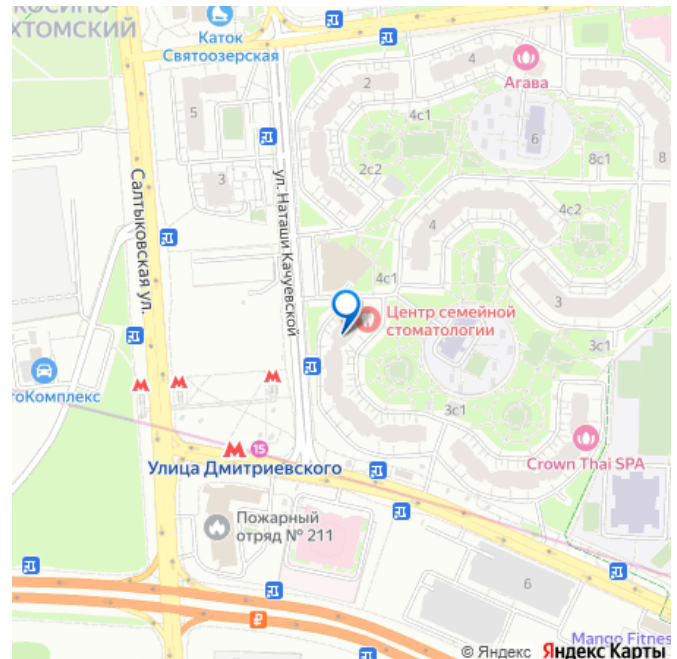 КОСИНО-
ХТОМСКИЙ
Каток
Святоозерская
4
Агава
2
4с1
5
6
8с1
8
3
2с2
4с2
4
Салтыковская ул.
ул. Наташи Качуевской
4с1
3
Центр семейной
стоматологии
3с1
тоКомплекс
3с1
15
Улица Дмитриевского
Crown Thai SPA
Пожарный
отряд № 211
6
Mango Fitnes
© Яндекс Яндекс Карты